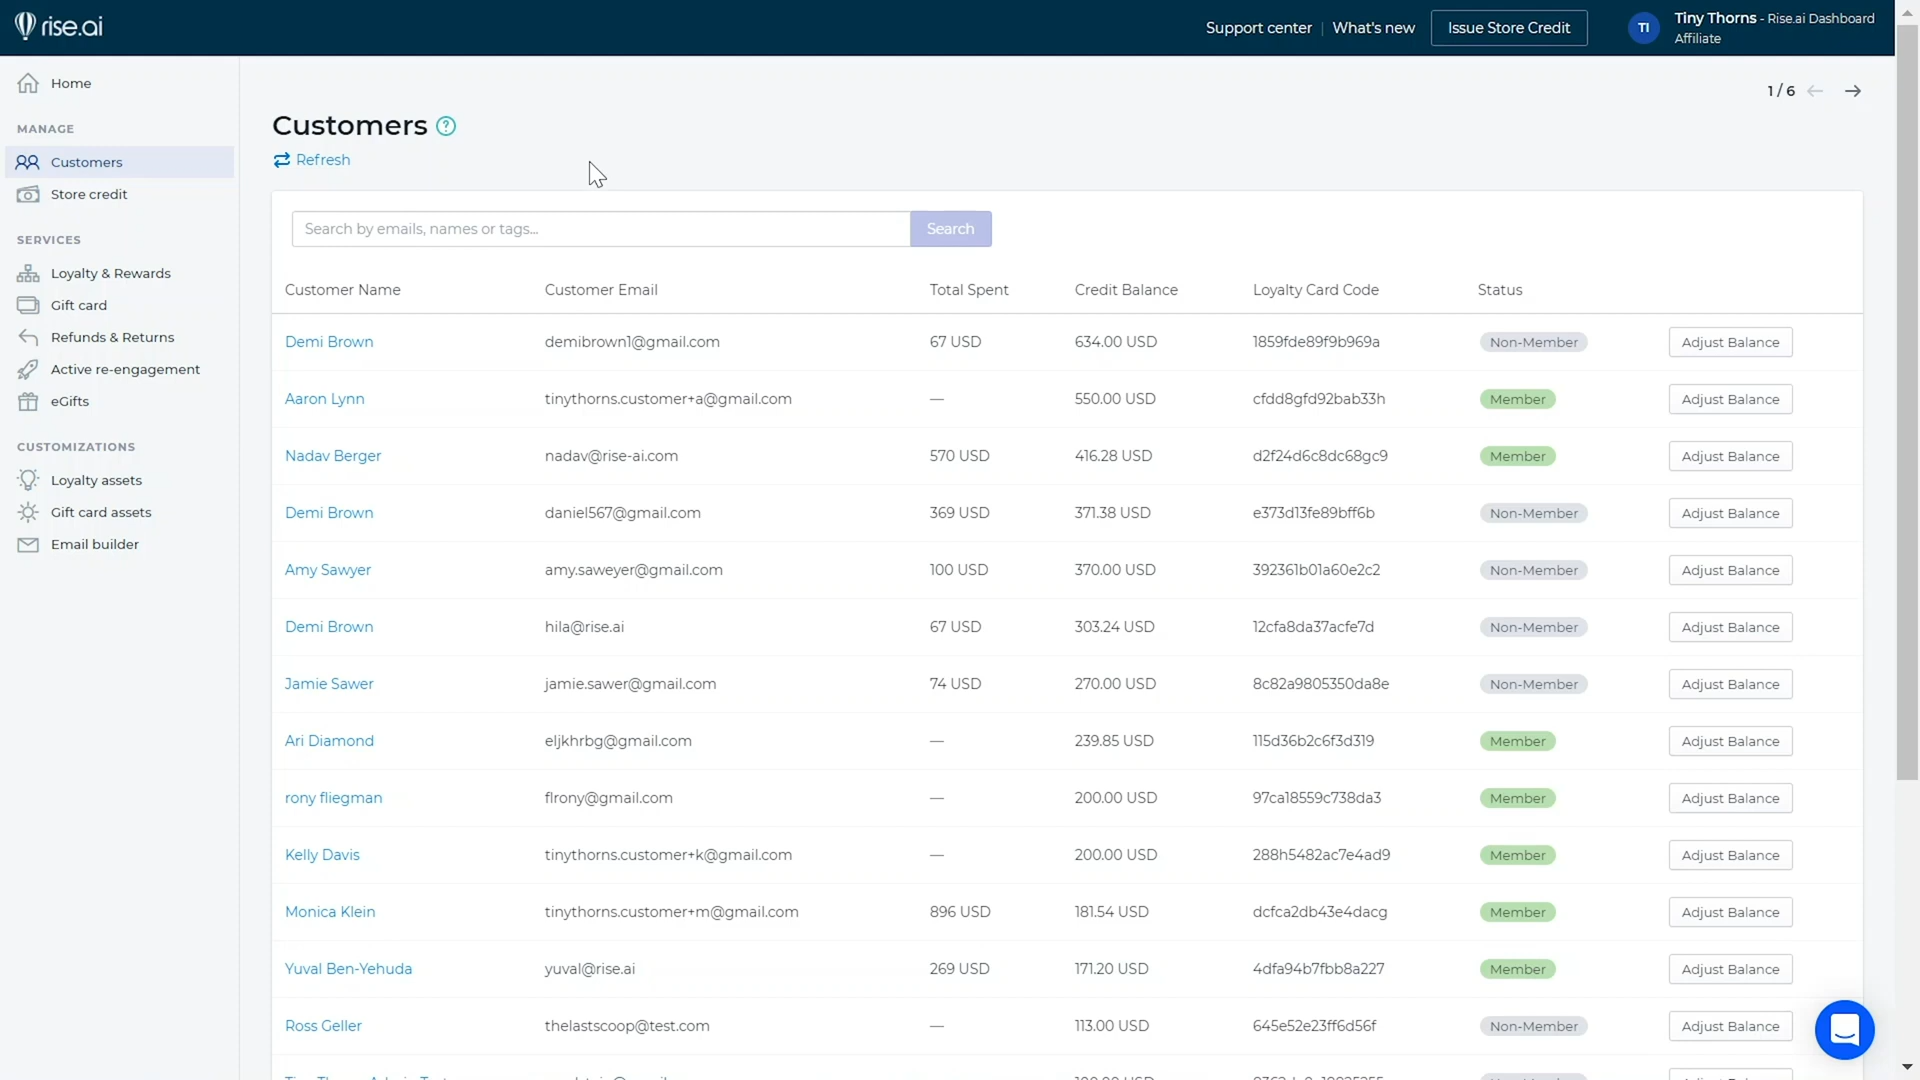 rise.ai
Support center | What's new
Issue Store Credit
TI
Tiny Thorns - Rise.ai Dashboard
Affiliate
Home
MANAGE
Customers
Store credit
SERVICES
Loyalty & Rewards
Gift card
Refunds & Returns
Active re-engagement
eGifts
CUSTOMIZATIONS
Loyalty assets
Gift card assets
Email builder
1 / 6
Customers ?
Refresh
Search by emails, names or tags...
Search
Customer Name Customer Email Total Spent Credit Balance Loyalty Card Code Status
Demi Brown demibrown1@gmail.com 67 USD 634.00 USD 1859fde89f9b969a Non-Member Adjust Balance
Aaron Lynn tinythorns.customer+a@gmail.com — 550.00 USD cfdd8gfd92bab33h Member Adjust Balance
Nadav Berger nadav@rise-ai.com 570 USD 416.28 USD d2f24d6c8dc68gc9 Member Adjust Balance
Demi Brown daniel567@gmail.com 369 USD 371.38 USD e373d13fe89bff6b Non-Member Adjust Balance
Amy Sawyer amy.saweyer@gmail.com 100 USD 370.00 USD 392361b01a60e2c2 Non-Member Adjust Balance
Demi Brown hila@rise.ai 67 USD 303.24 USD 12cfa8da37acfe7d Non-Member Adjust Balance
Jamie Sawer jamie.sawer@gmail.com 74 USD 270.00 USD 8c82a9805350da8e Non-Member Adjust Balance
Ari Diamond eljkhrbg@gmail.com — 239.85 USD 115d36b2c6f3d319 Member Adjust Balance
rony fliegman flrony@gmail.com — 200.00 USD 97ca18559c738da3 Member Adjust Balance
Kelly Davis tinythorns.customer+k@gmail.com — 200.00 USD 288h5482ac7e4ad9 Member Adjust Balance
Monica Klein tinythorns.customer+m@gmail.com 896 USD 181.54 USD dcfca2db43e4dacg Member Adjust Balance
Yuval Ben-Yehuda yuval@rise.ai 269 USD 171.20 USD 4dfa94b7fbb8a227 Member Adjust Balance
Ross Geller thelastscoop@test.com — 113.00 USD 645e52e23ff6d56f Non-Member Adjust Balance